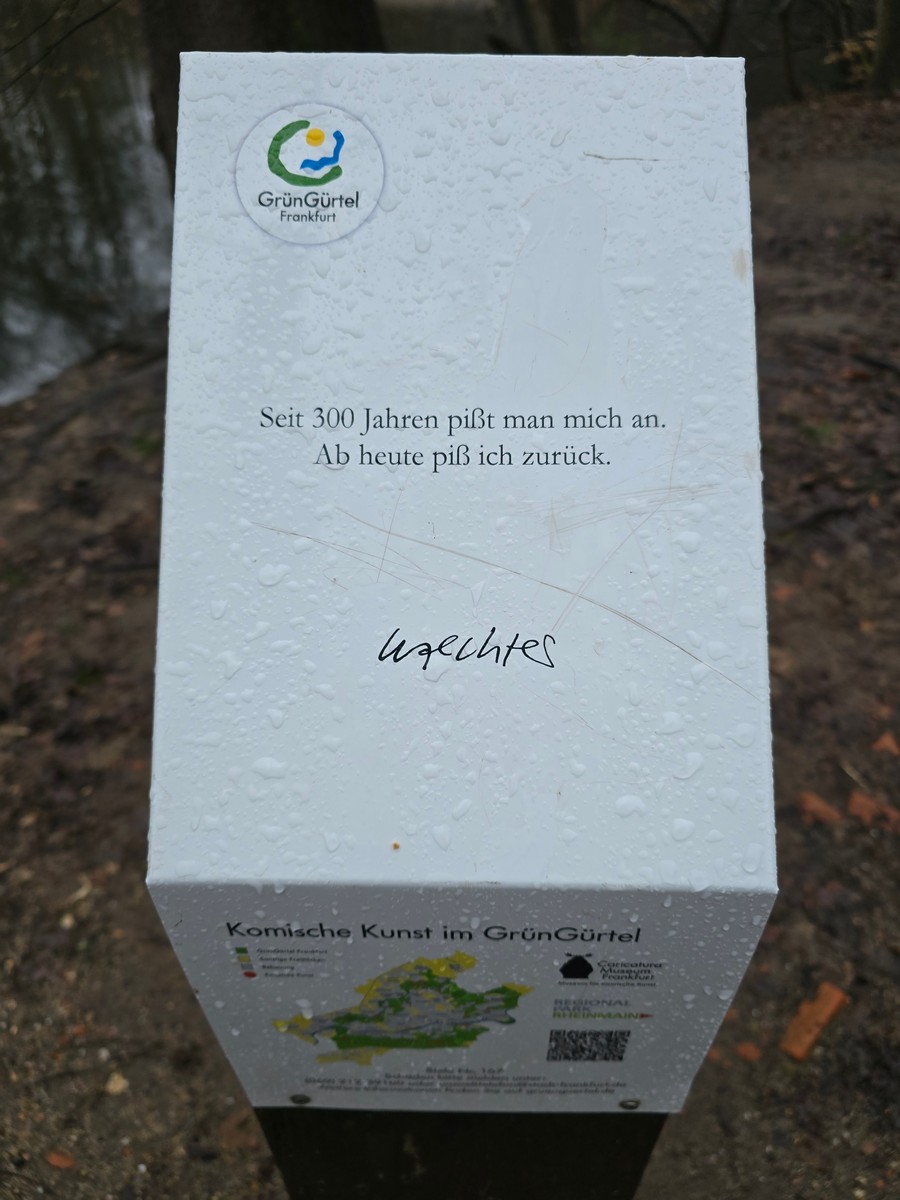 GrünGürtel
Frankfurt
Seit 300 Jahren pißt man mich an.
Ab heute piß ich zurück.
Waechter
Komische Kunst im GrünGürtel
Caricatura
Museum
Frankfurt
REGIONAL
PARK
RHEINMAIN